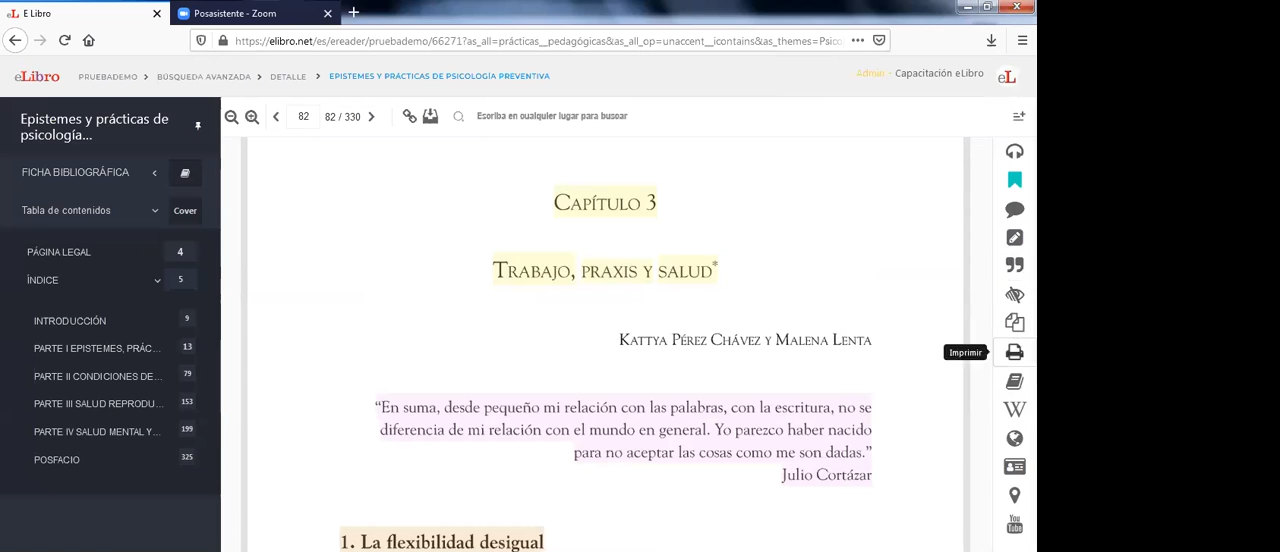 eL E Libro
Posasistente - Zoom
https://elibro.net/es/ereader/pruebademo/66271?as_all=prácticas__pedagógicas&as_all_op=unaccent__icontains&as_themes=Psico
eLibro PRUEBADEMO BÚSQUEDA AVANZADA DETALLE EPISTEMES Y PRÁCTICAS DE PSICOLOGÍA PREVENTIVA
Admin - Capacitación eLibro eL
Epistemes y prácticas de
psicología...
82 82 / 330 Escriba en cualquier lugar para buscar
FICHA BIBLIOGRÁFICA
Tabla de contenidos Cover
PÁGINA LEGAL 4
ÍNDICE 5
INTRODUCCIÓN 9
PARTE I EPISTEMES, PRÁC... 13
PARTE II CONDICIONES DE... 79
PARTE III SALUD REPRODU... 153
PARTE IV SALUD MENTAL Y... 199
POSFACIO 325
Capítulo 3
Trabajo, praxis y salud*
Kattya Pérez Chávez y Malena Lenta
“En suma, desde pequeño mi relación con las palabras, con la escritura, no se
diferencia de mi relación con el mundo en general. Yo parezco haber nacido
para no aceptar las cosas como me son dadas.”
Julio Cortázar
1. La flexibilidad desigual
Imprimir
W
You
Tube